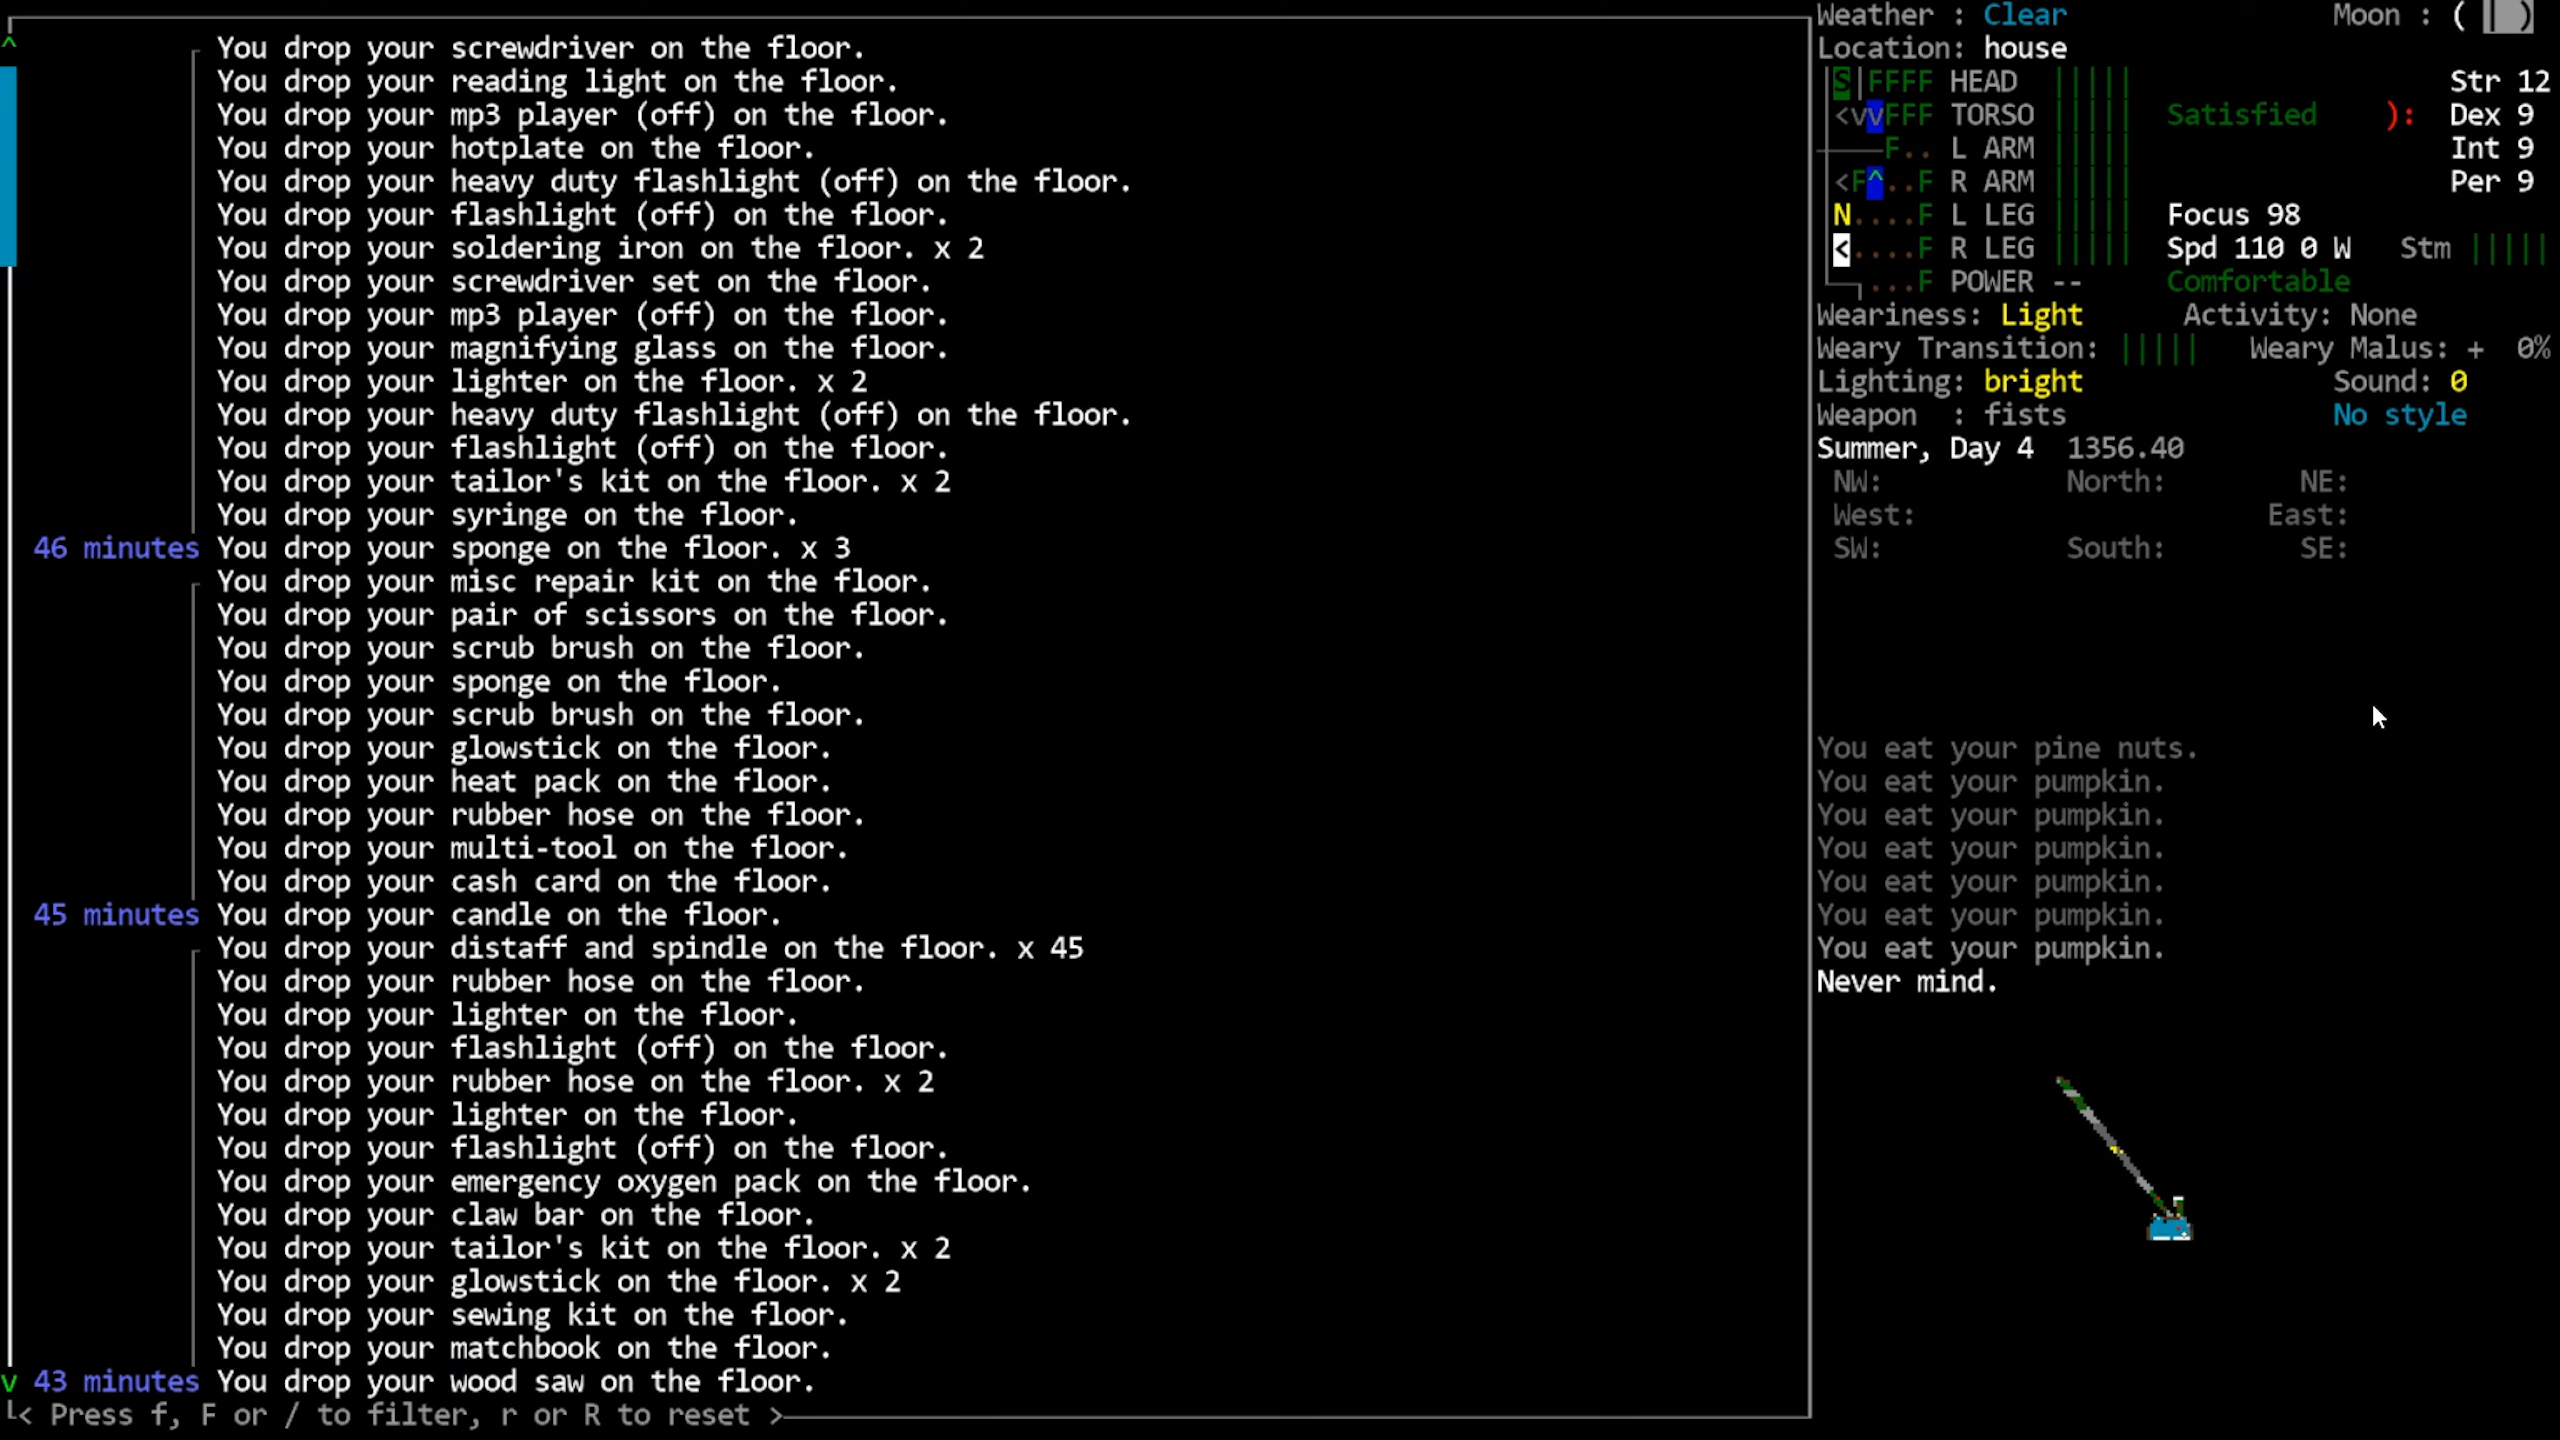 You drop your screwdriver on the floor.
You drop your reading light on the floor.
You drop your mp3 player (off) on the floor.
You drop your hotplate on the floor.
You drop your heavy duty flashlight (off) on the floor.
You drop your flashlight (off) on the floor.
You drop your soldering iron on the floor. x 2
You drop your screwdriver set on the floor.
You drop your mp3 player (off) on the floor.
You drop your magnifying glass on the floor.
You drop your lighter on the floor. x 2
You drop your heavy duty flashlight (off) on the floor.
You drop your flashlight (off) on the floor.
You drop your tailor's kit on the floor. x 2
You drop your syringe on the floor.
46 minutes You drop your sponge on the floor. x 3
You drop your misc repair kit on the floor.
You drop your pair of scissors on the floor.
You drop your scrub brush on the floor.
You drop your sponge on the floor.
You drop your scrub brush on the floor.
You drop your glowstick on the floor.
You drop your heat pack on the floor.
You drop your rubber hose on the floor.
You drop your multi-tool on the floor.
You drop your cash card on the floor.
45 minutes You drop your candle on the floor.
You drop your distaff and spindle on the floor. x 45
You drop your rubber hose on the floor.
You drop your lighter on the floor.
You drop your flashlight (off) on the floor.
You drop your rubber hose on the floor. x 2
You drop your lighter on the floor.
You drop your flashlight (off) on the floor.
You drop your emergency oxygen pack on the floor.
You drop your claw bar on the floor.
You drop your tailor's kit on the floor. x 2
You drop your glowstick on the floor. x 2
You drop your sewing kit on the floor.
You drop your matchbook on the floor.
v 43 minutes You drop your wood saw on the floor.
< Press f, F or / to filter, r or R to reset >
Weather : Clear Moon : ( | )
Location: house
S|FFFF HEAD ||||| Str 12
<vvFFF TORSO ||||| Satisfied ): Dex 9
F.. L ARM ||||| Int 9
<F^..F R ARM ||||| Per 9
N....F L LEG ||||| Focus 98
<....F R LEG ||||| Spd 110 0 W Stm |||||
...F POWER -- Comfortable
Weariness: Light Activity: None
Weary Transition: ||||| Weary Malus: + 0%
Lighting: bright Sound: 0
Weapon : fists No style
Summer, Day 4 1356.40
NW: North: NE:
West: East:
SW: South: SE:
You eat your pine nuts.
You eat your pumpkin.
You eat your pumpkin.
You eat your pumpkin.
You eat your pumpkin.
You eat your pumpkin.
You eat your pumpkin.
Never mind.